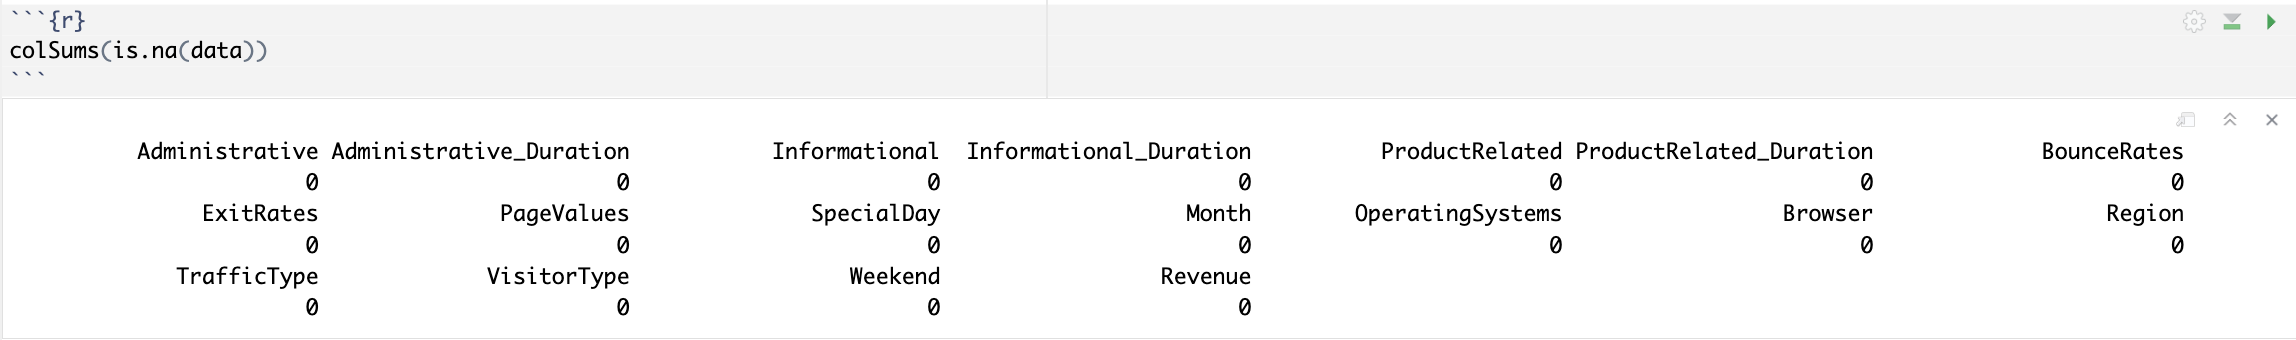 ```{r}
colSums(is.na(data))
```
Administrative Administrative_Duration Informational Informational_Duration ProductRelated ProductRelated_Duration BounceRates
0 0 0 0 0 0 0
ExitRates PageValues SpecialDay Month OperatingSystems Browser Region
0 0 0 0 0 0 0
TrafficType VisitorType Weekend Revenue
0 0 0 0